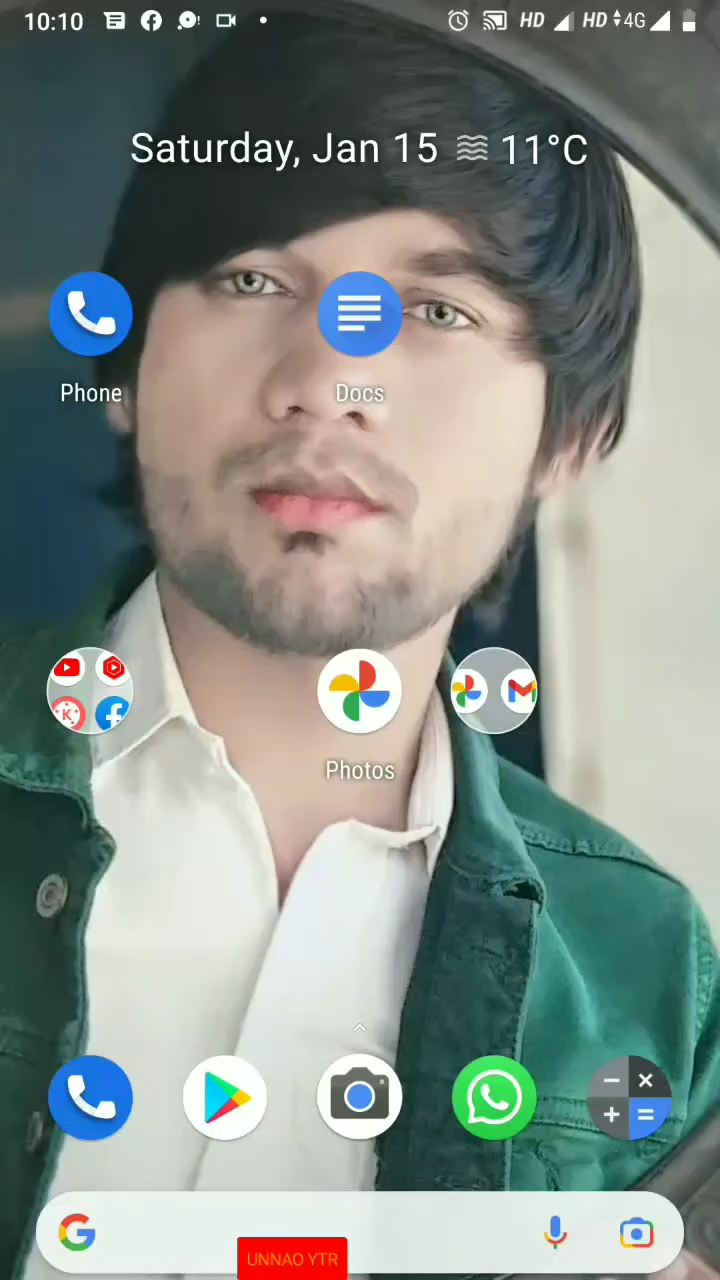 10:10 HD HD 4G
Saturday, Jan 15 11°C
Phone Docs
Photos
UNNAO YTR